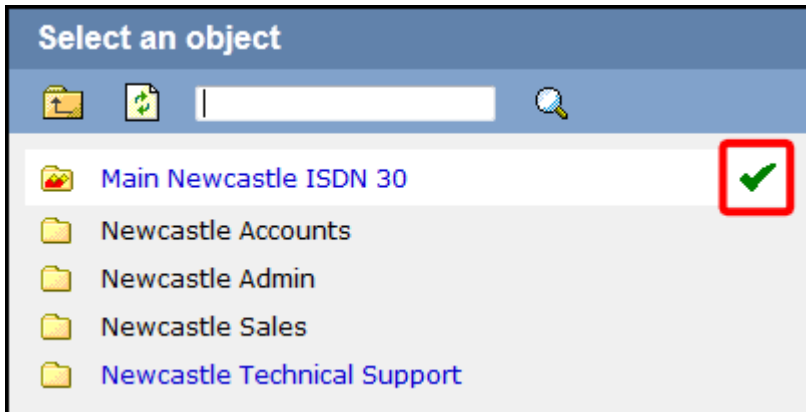 Select an object
Main Newcastle ISDN 30
Newcastle Accounts
Newcastle Admin
Newcastle Sales
Newcastle Technical Support